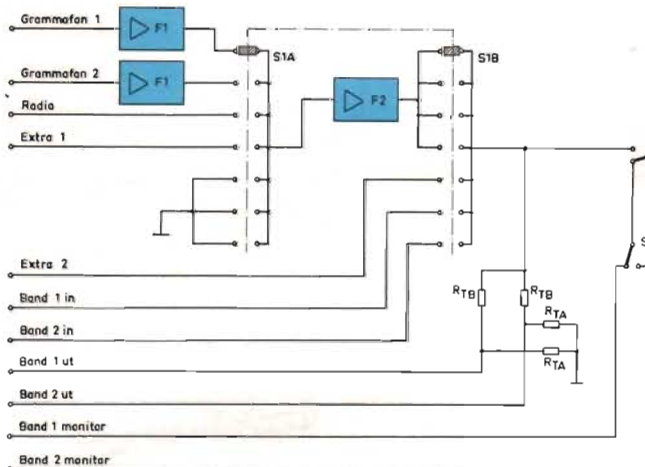 Grammofon 1
F1
S1A
S1B
Grammofon 2
F1
F2
Radio
Extra 1
S
Extra 2
RTB
RTB
RTA
RTA
Band 1 in
Band 2 in
Band 1 ut
Band 2 ut
Band 1 monitor
Band 2 monitor